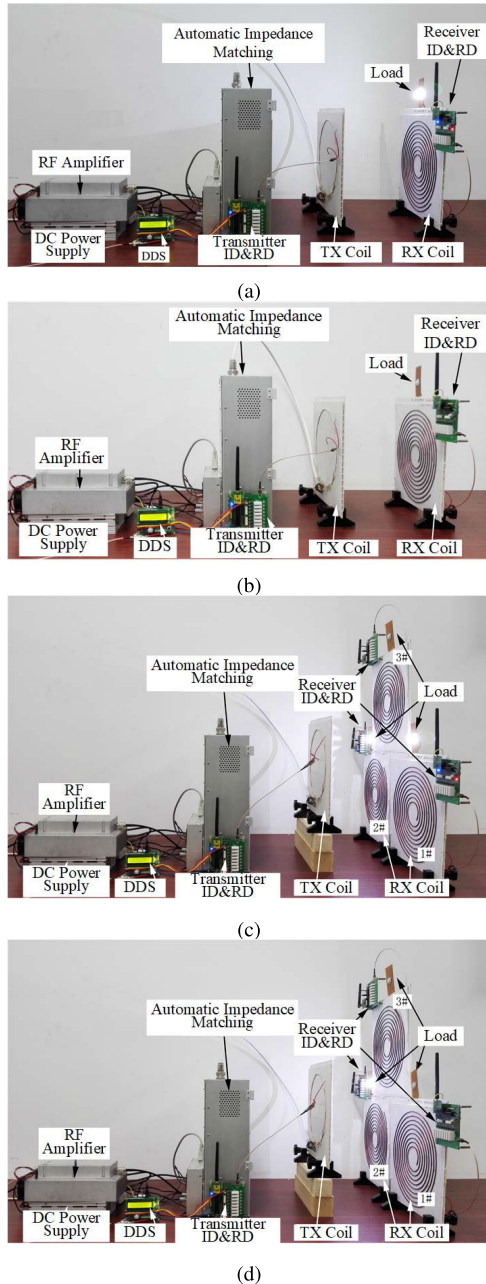 Automatic Impedance
Matching
Receiver
ID&RD
Load
RF Amplifier
DC Power
Supply
DDS
Transmitter
ID&RD
TX Coil
RX Coil
(a)
Automatic Impedance
Matching
Receiver
ID&RD
Load
RF
Amplifier
DC Power
Supply
DDS
Transmitter
ID&RD
TX Coil
RX Coil
(b)
3#
Automatic Impedance
Matching
Receiver
ID&RD
Load
RF
Amplifier
2#
1#
DC Power
Supply
DDS
Transmitter
ID&RD
TX Coil
RX Coil
(c)
3#
Automatic Impedance
Matching
Receiver
ID&RD
Load
RF
Amplifier
2#
1#
DC Power
Supply
DDS
Transmitter
ID&RD
TX Coil
RX Coil
(d)